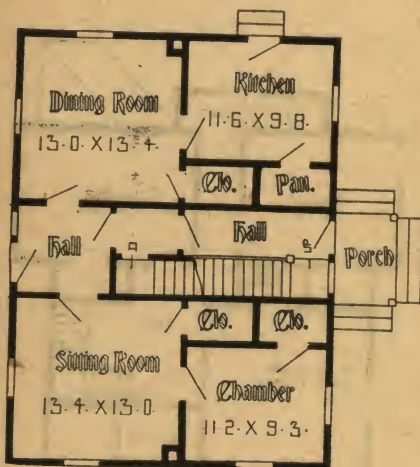 Dining Room
13·0·X 13·4·
Kitchen
11·6·X 9·8·
Clo.
Pan.
Hall
Hall
D
S
Porch
Clo.
Clo.
Sitting Room
13·4·X 13·0·
Chamber
11·2·X 9·3·